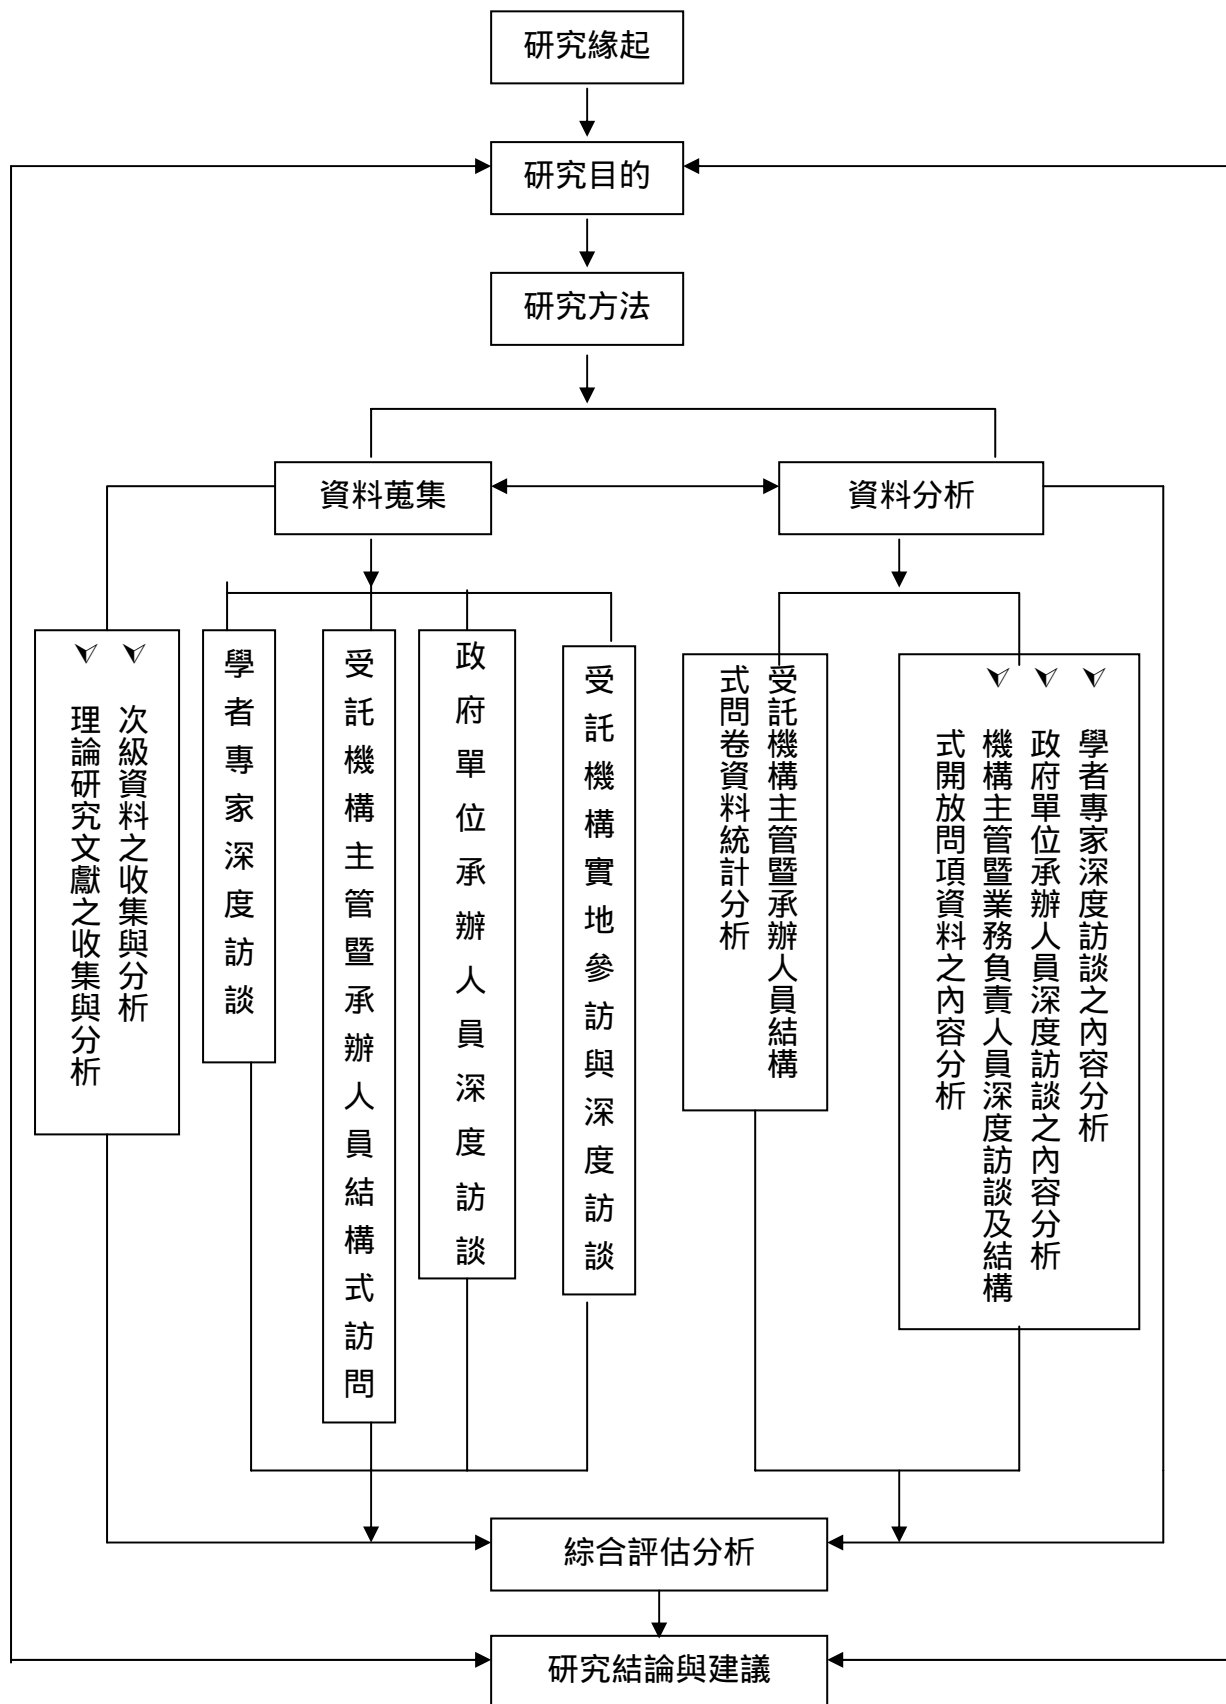 研究緣起
研究目的
研究方法
資料蒐集
資料分析
次級資料之收集與分析
理論研究文獻之收集與分析
學者專家深度訪談
受託機構主管暨承辦人員結構式訪問
政府單位承辦人員深度訪談
受託機構實地參訪與深度訪談
受託機構主管暨承辦人員結構
式問卷資料統計分析
學者專家深度訪談之內容分析
政府單位承辦人員深度訪談之內容分析
機構主管暨業務負責人員深度訪談及結構
式開放問項資料之內容分析
綜合評估分析
研究結論與建議